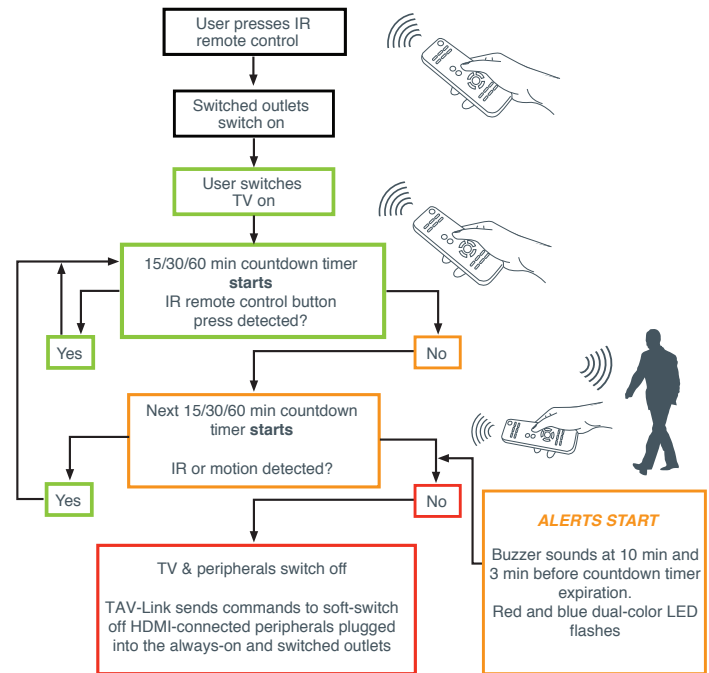 User presses IR
remote control
Switched outlets
switch on
User switches
TV on
15/30/60 min countdown timer
starts
IR remote control button
press detected?
Yes
No
Next 15/30/60 min countdown
timer starts
IR or motion detected?
Yes
No
ALERTS START
Buzzer sounds at 10 min and
3 min before countdown timer
expiration.
Red and blue dual-color LED
flashes
TV & peripherals switch off
TAV-Link sends commands to soft-switch
off HDMI-connected peripherals plugged
into the always-on and switched outlets